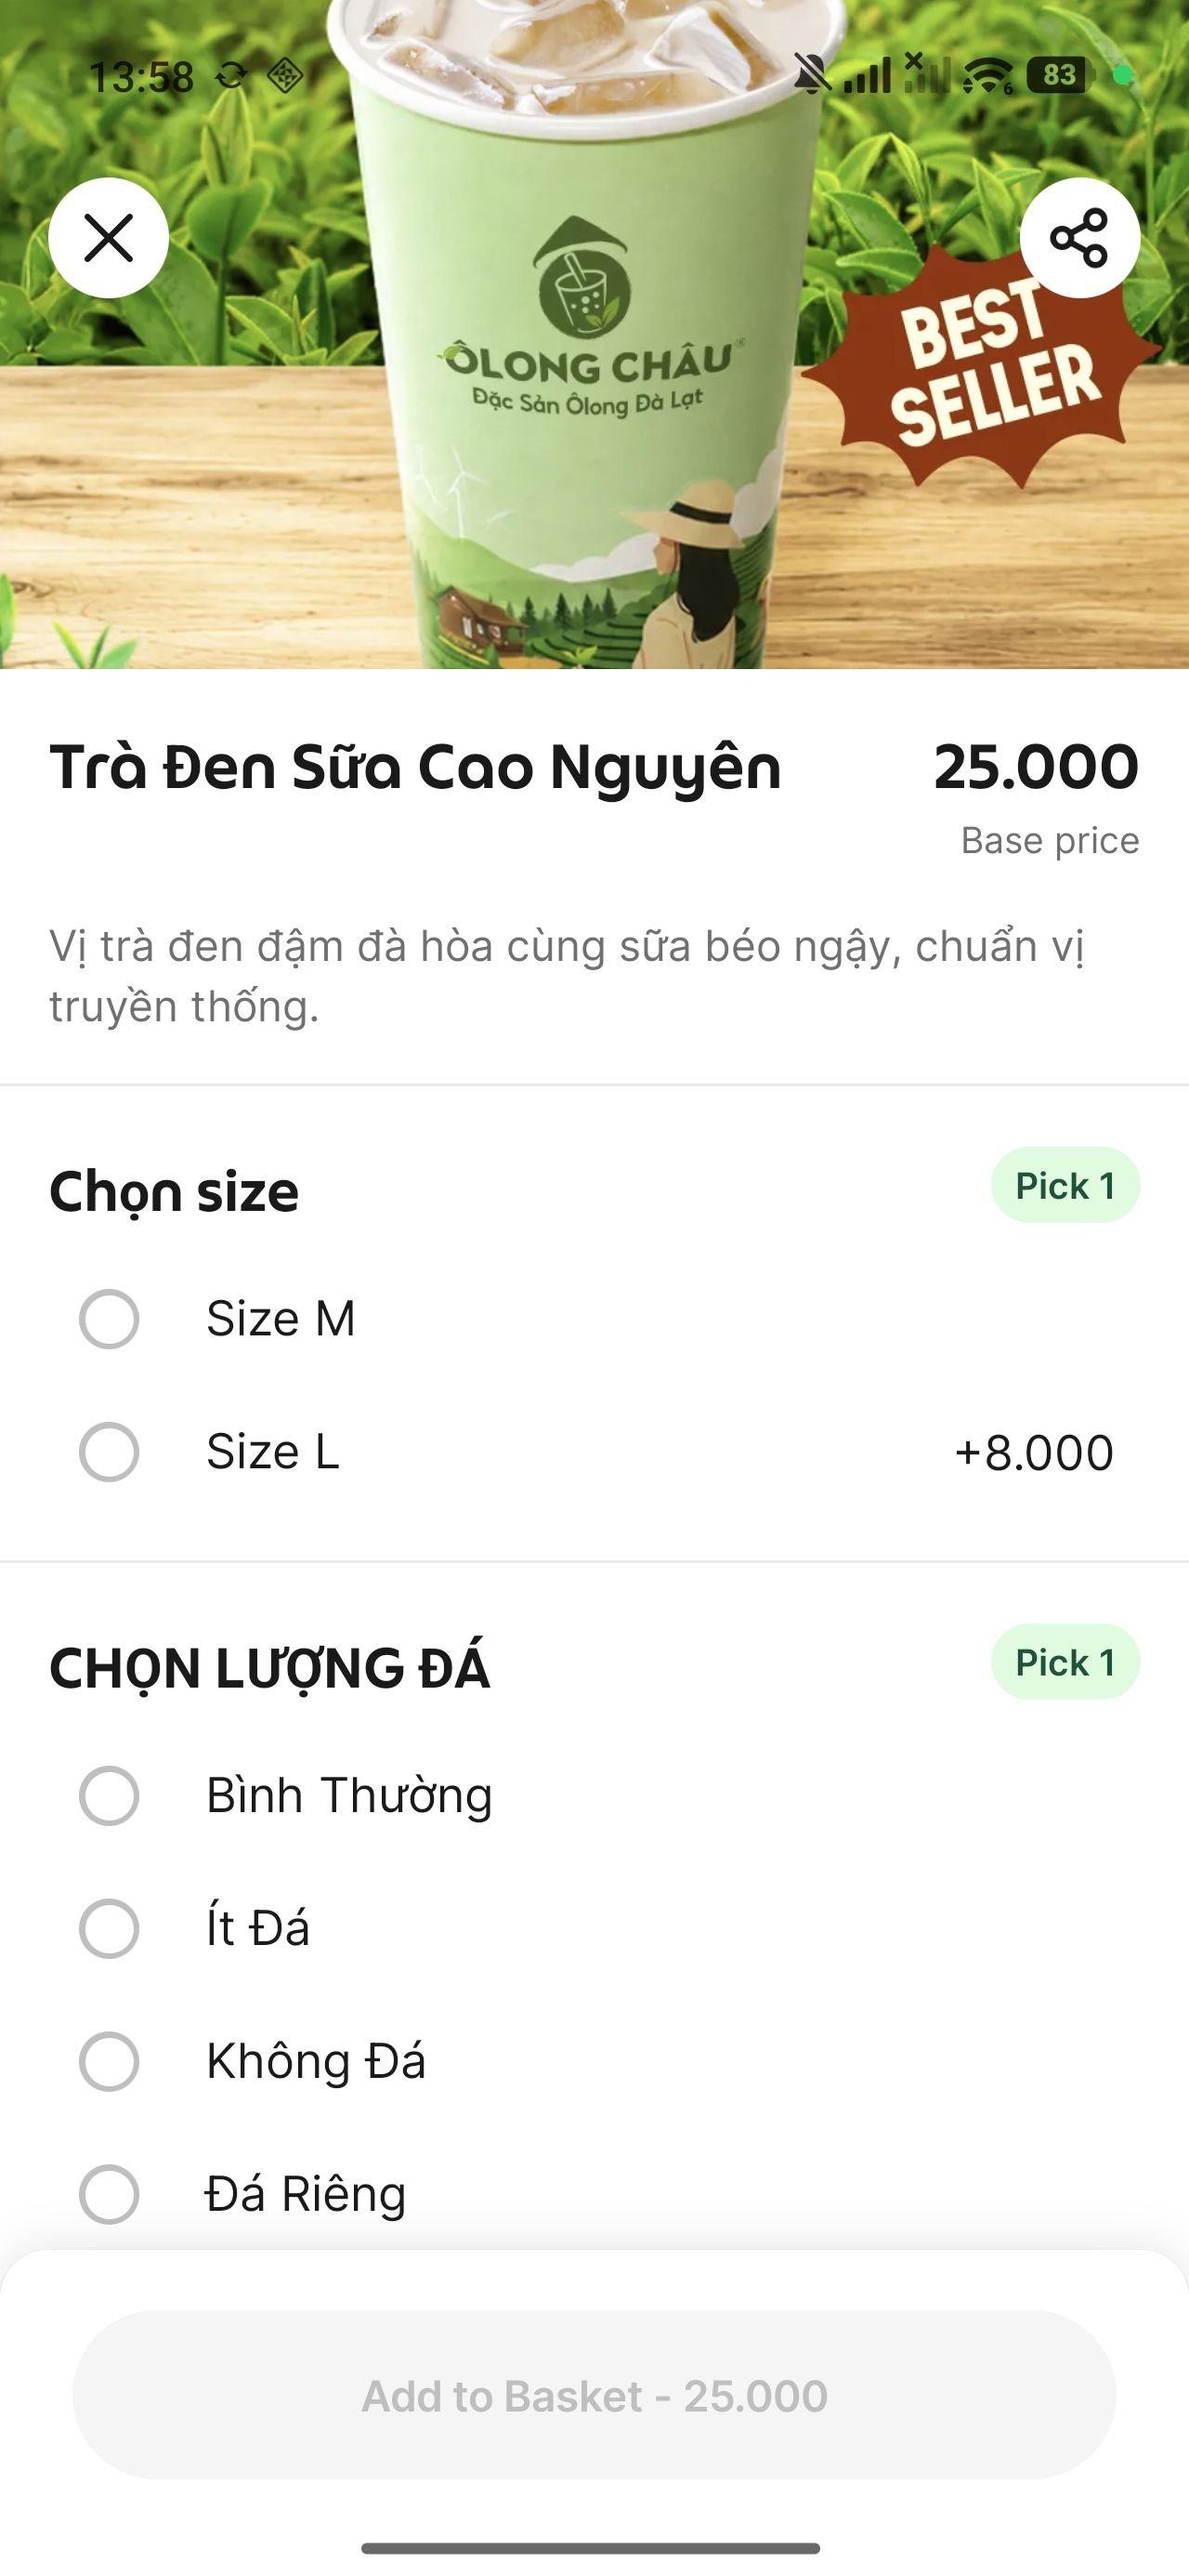 13:58
6
83
ÔLONG CHÂU
Đặc Sản Ôlong Đà Lạt
BEST
SELLER
Trà Đen Sữa Cao Nguyên 25.000
Base price
Vị trà đen đậm đà hòa cùng sữa béo ngậy, chuẩn vị
truyền thống.
Chọn size Pick 1
Size M
Size L +8.000
CHỌN LƯỢNG ĐÁ Pick 1
Bình Thường
Ít Đá
Không Đá
Đá Riêng
Add to Basket - 25.000